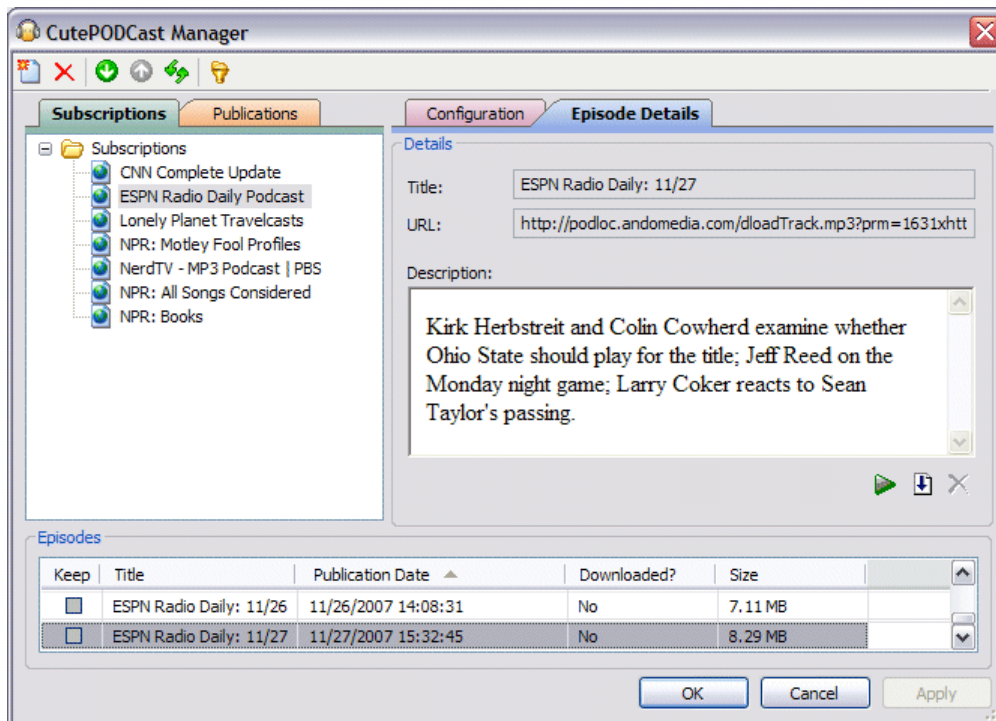 CutePODCast Manager
Subscriptions
Publications
Subscriptions
CNN Complete Update
ESPN Radio Daily Podcast
Lonely Planet Travelcasts
NPR: Motley Fool Profiles
NerdTV - MP3 Podcast | PBS
NPR: All Songs Considered
NPR: Books
Configuration
Episode Details
Details
Title:
ESPN Radio Daily: 11/27
URL:
http://podloc.andomedia.com/dloadTrack.mp3?prm=1631xhtt
Description:
Kirk Herbstreit and Colin Cowherd examine whether
Ohio State should play for the title; Jeff Reed on the
Monday night game; Larry Coker reacts to Sean
Taylor's passing.
Episodes
Keep Title Publication Date Downloaded? Size
ESPN Radio Daily: 11/26 11/26/2007 14:08:31 No 7.11 MB
ESPN Radio Daily: 11/27 11/27/2007 15:32:45 No 8.29 MB
OK Cancel Apply